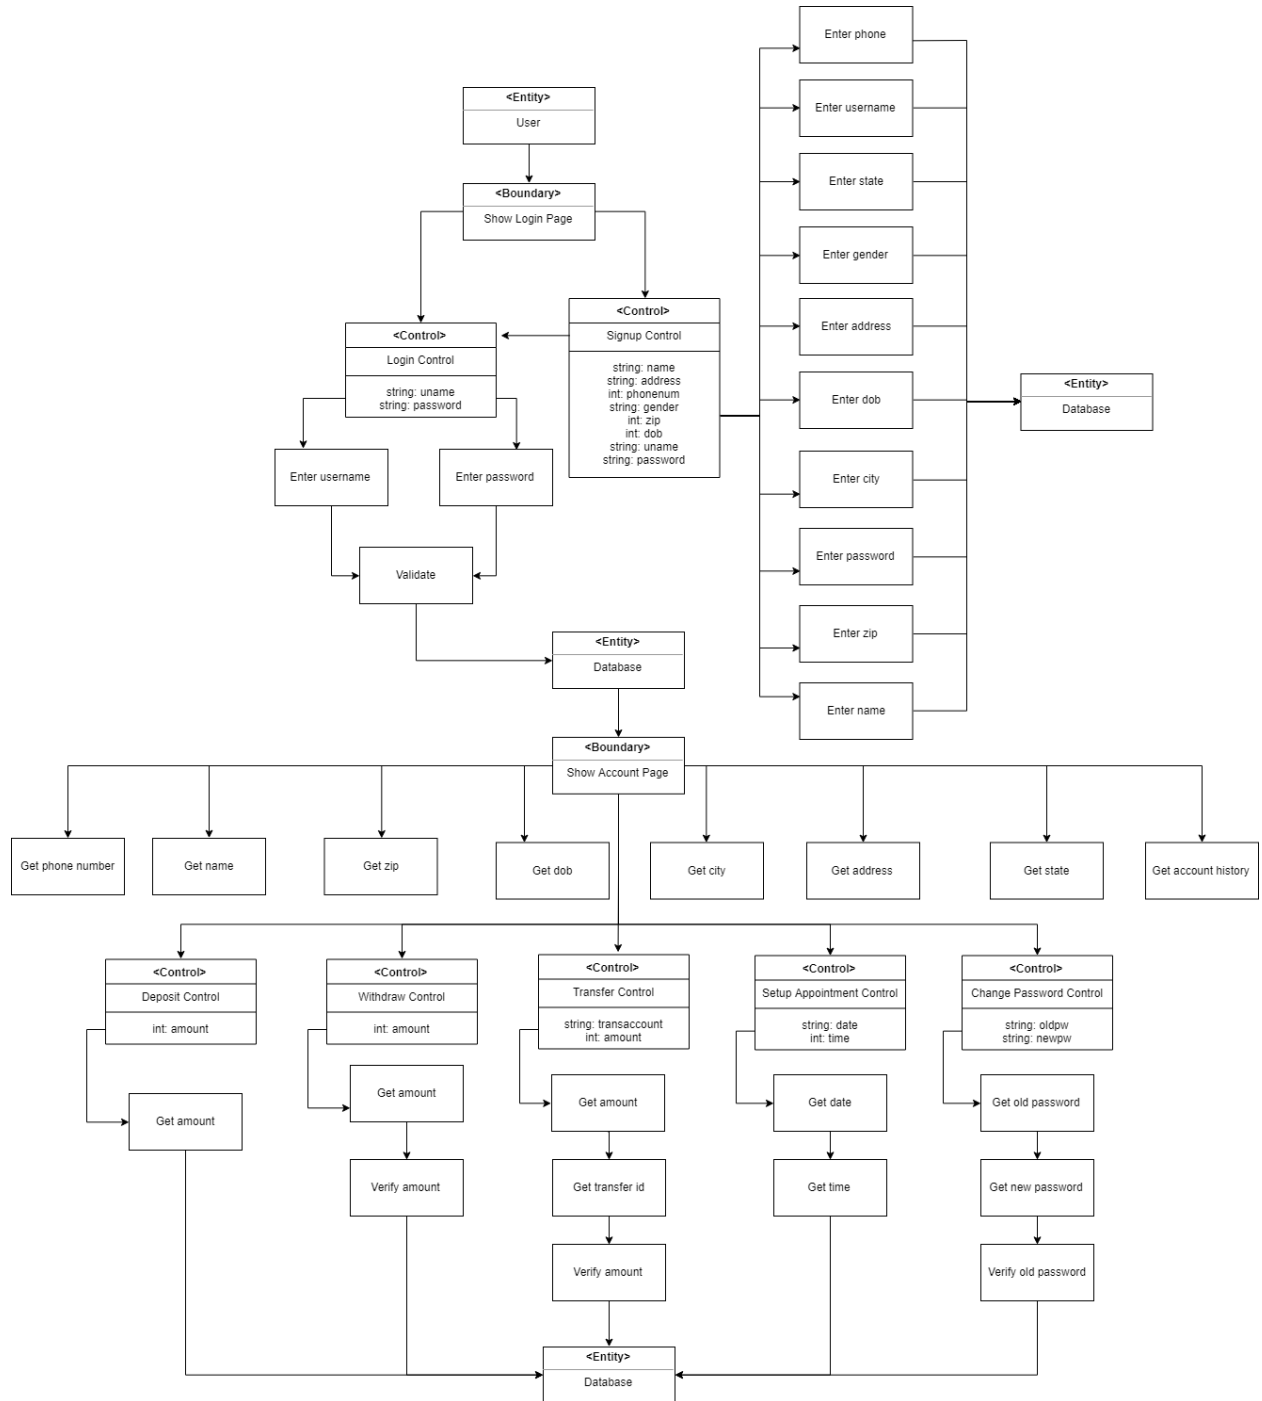 Enter phone
<Entity>
User
Enter username
<Boundary>
Show Login Page
Enter state
Enter gender
<Control>
Signup Control
string: name
string: address
int: phonenum
string: gender
int: zip
int: dob
string: uname
string: password
Enter address
<Control>
Login Control
string: uname
string: password
Enter dob
<Entity>
Database
Enter username
Enter password
Enter city
Enter password
Validate
Enter zip
<Entity>
Database
Enter name
<Boundary>
Show Account Page
Get phone number
Get name
Get zip
Get dob
Get city
Get address
Get state
Get account history
<Control>
Deposit Control
int: amount
<Control>
Withdraw Control
int: amount
<Control>
Transfer Control
string: transaccount
int: amount
<Control>
Setup Appointment Control
string: date
int: time
<Control>
Change Password Control
string: oldpw
string: newpw
Get amount
Get amount
Get amount
Get date
Get old password
Verify amount
Get transfer id
Get time
Get new password
Verify amount
Verify old password
<Entity>
Database